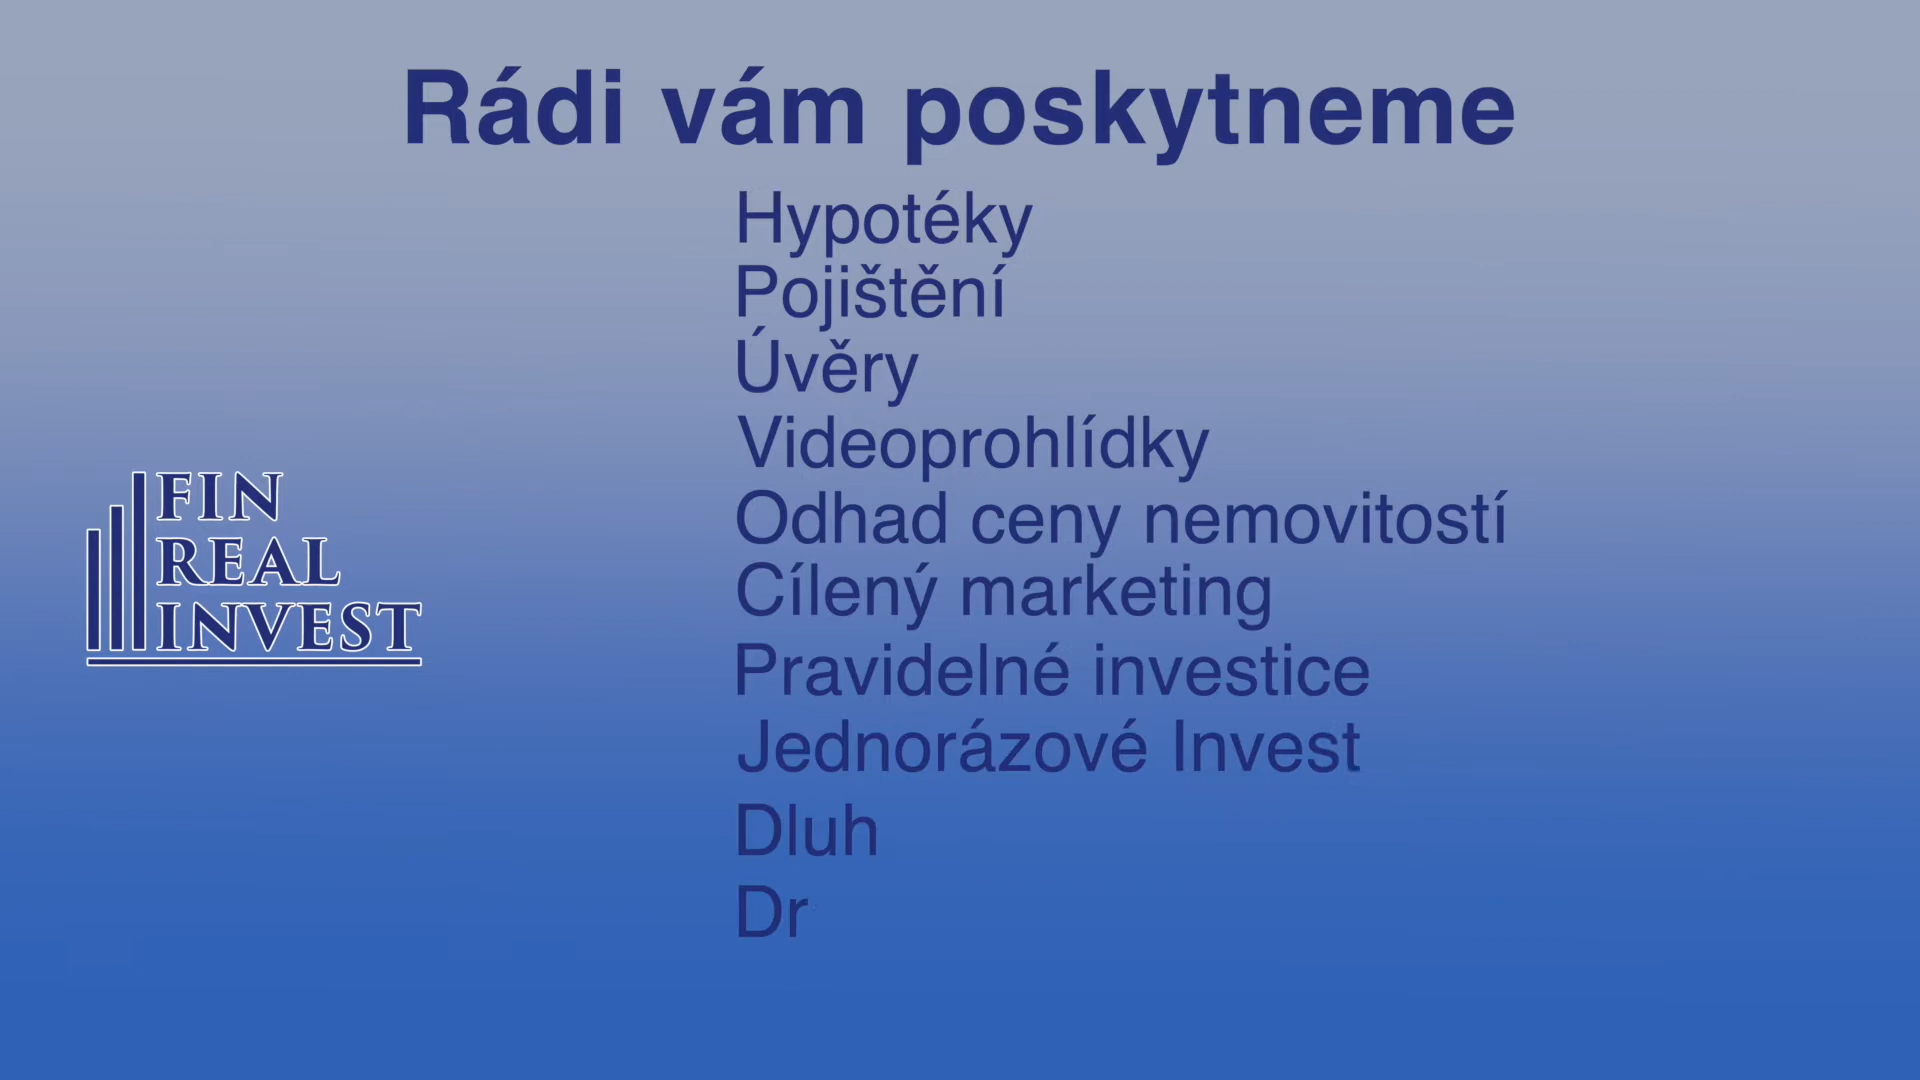 Rádi vám poskytneme
Hypotéky
Pojištění
Úvěry
Videoprohlídky
Odhad ceny nemovitostí
Cílený marketing
Pravidelné investice
Jednorázové Invest
Dluh
Dr
FIN
REAL
INVEST